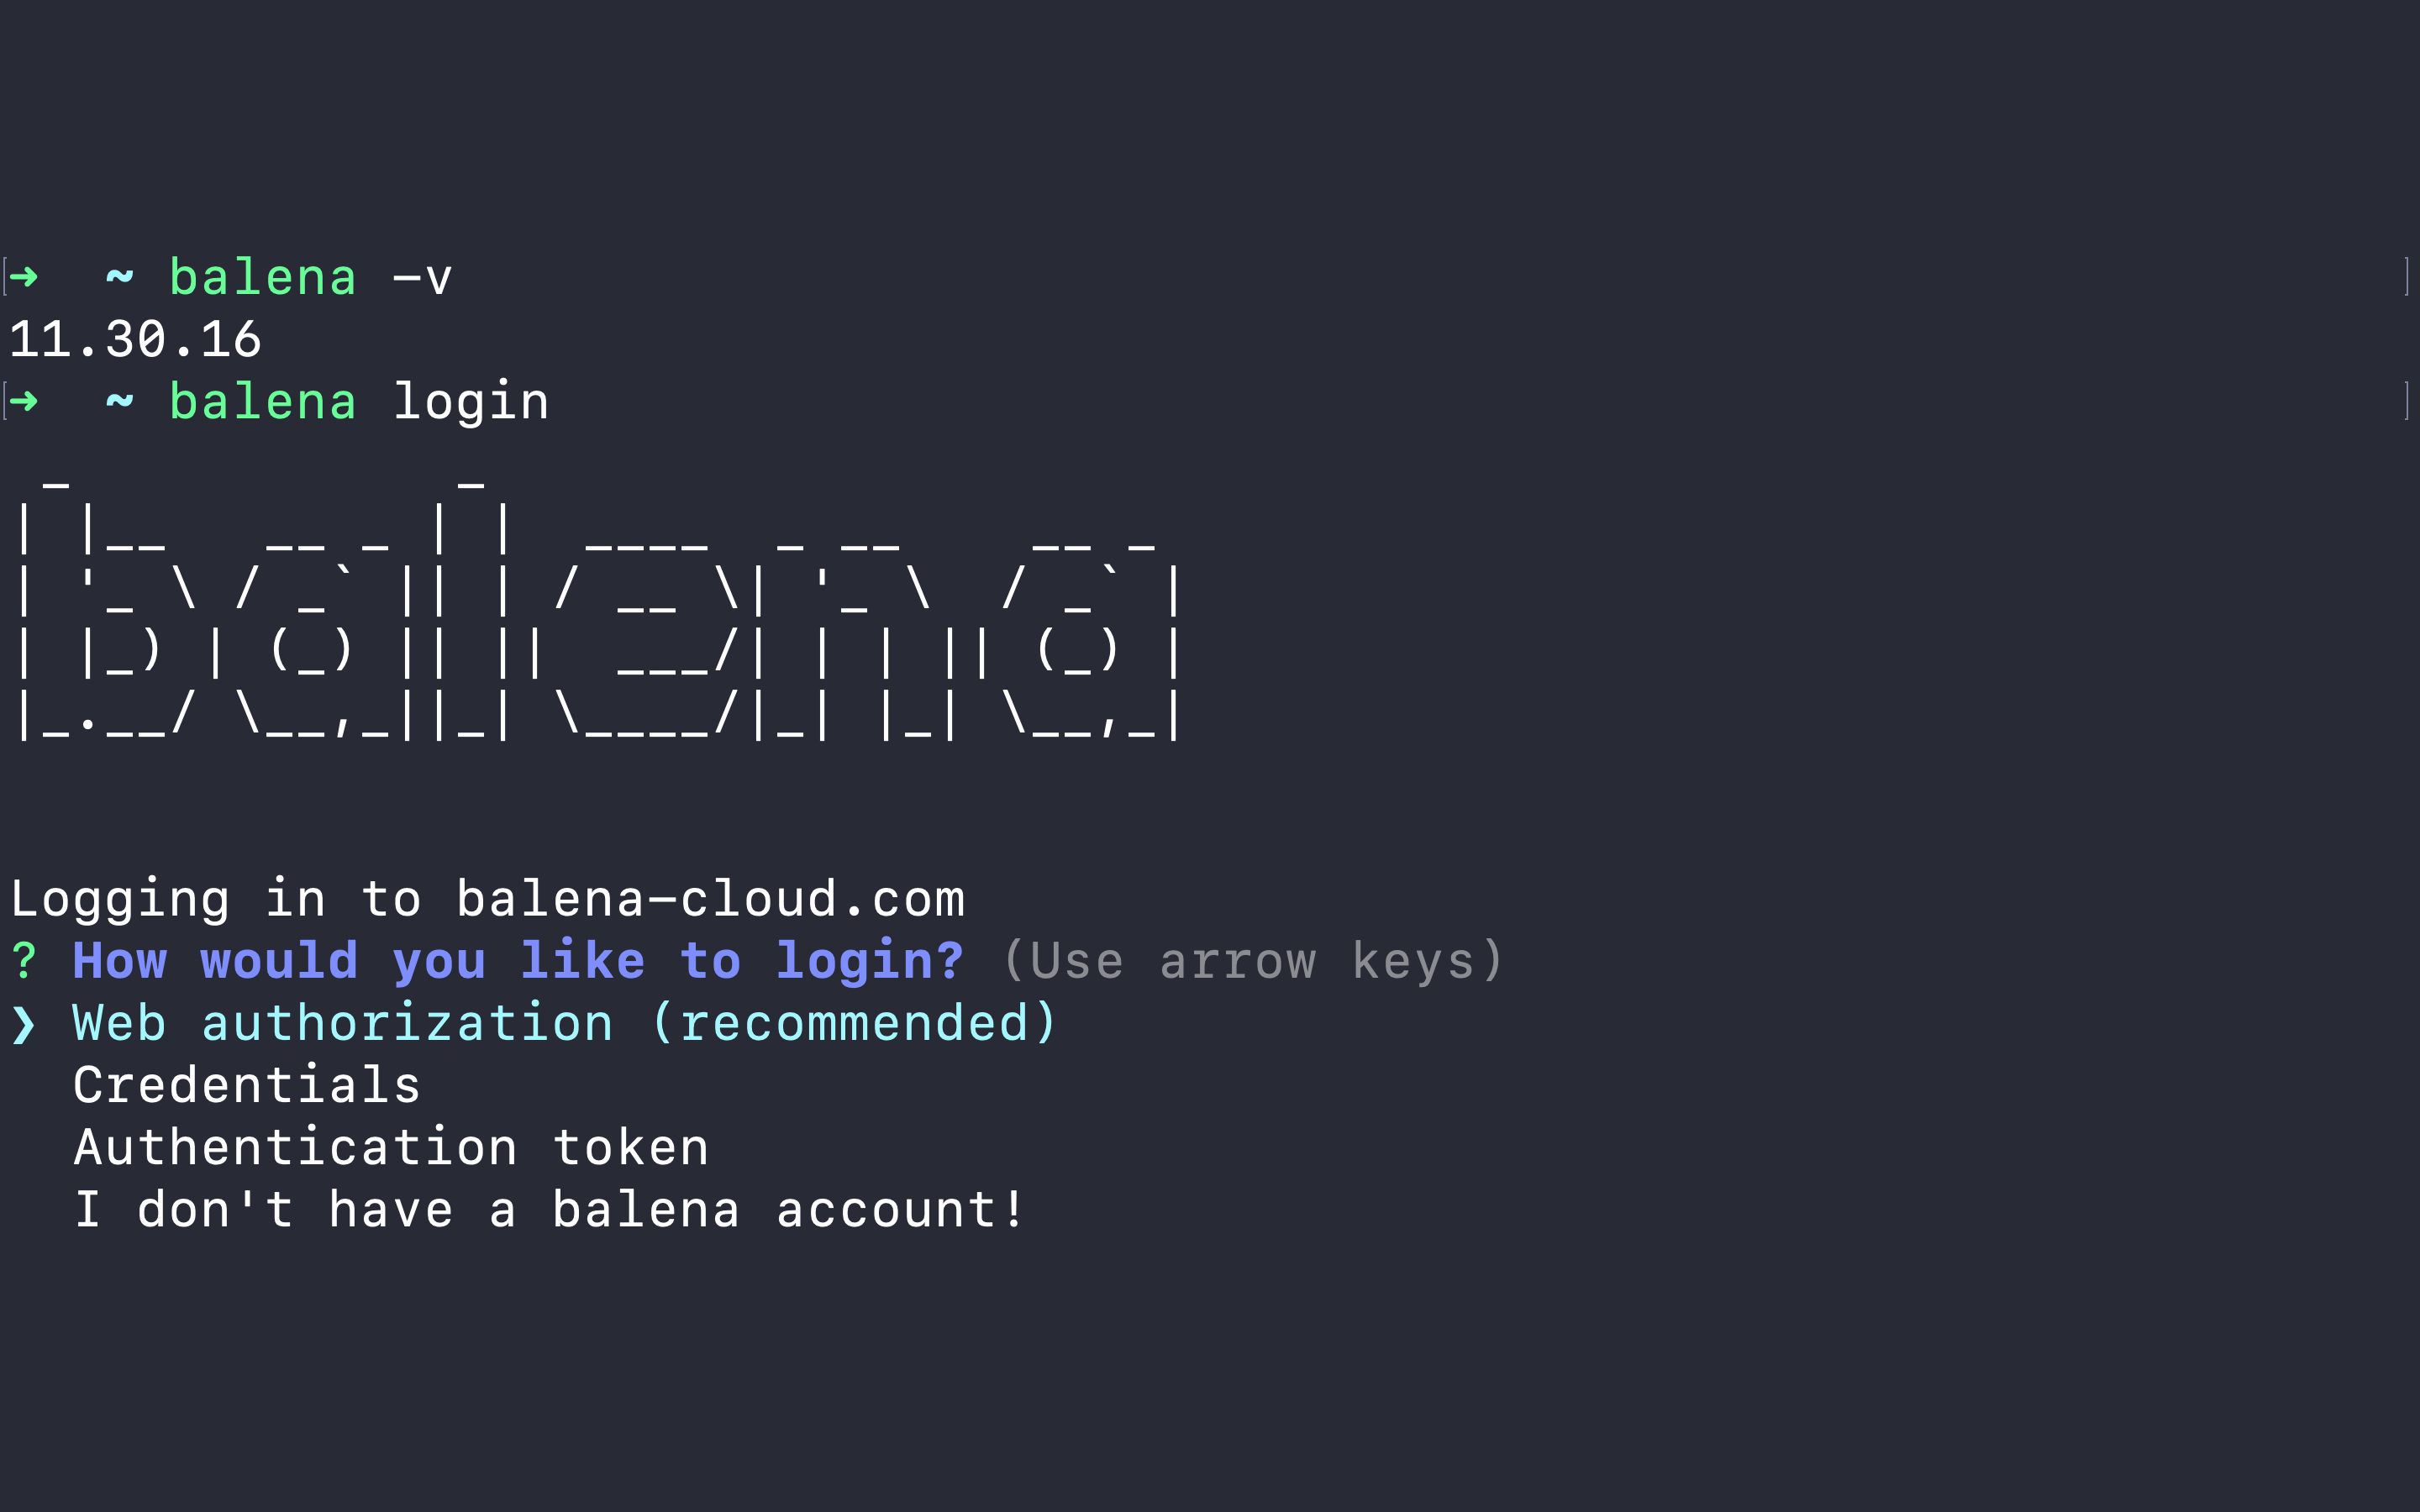 ➜  ~ balena -v
11.30.16
➜  ~ balena login
 _            _
| |__   __ _ | |  ____  _ __    __ _
| '_ \ / _` || | / __ \| '_ \  / _` |
| |_) | (_) || ||  ___/| | | || (_) |
|_.__/ \__,_||_| \____/|_| |_| \__,_|
Logging in to balena-cloud.com
? How would you like to login? (Use arrow keys)
❯ Web authorization (recommended)
  Credentials
  Authentication token
  I don't have a balena account!